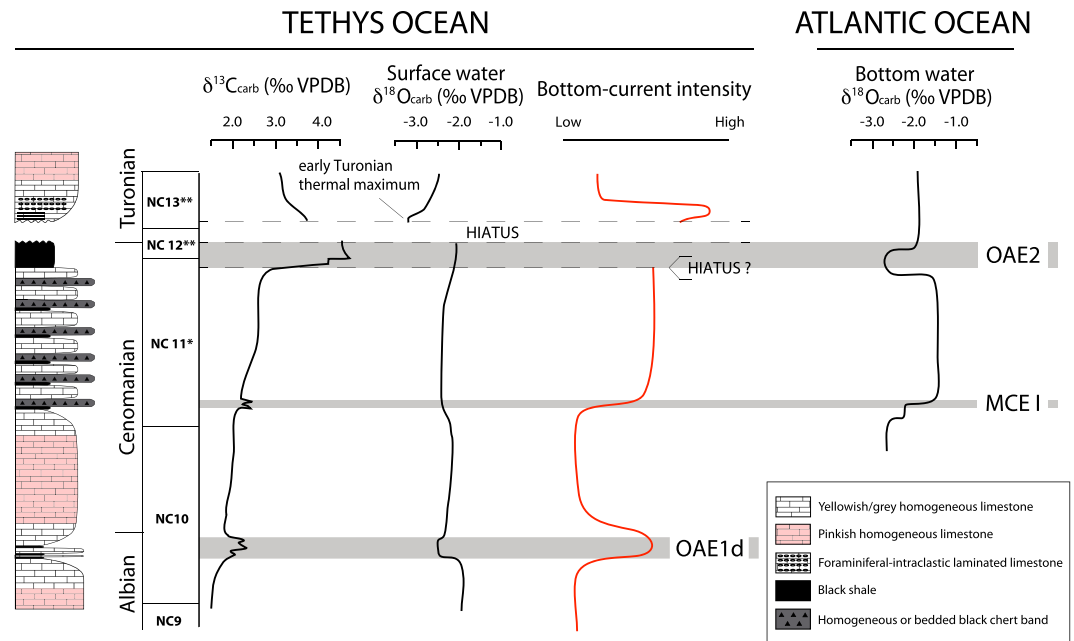 TETHYS OCEAN
ATLANTIC OCEAN
δ13Ccarb (‰ VPDB)
2.0 3.0 4.0
Surface water
δ18Ocarb (‰ VPDB)
-3.0 -2.0 -1.0
Bottom-current intensity
Low High
Bottom water
δ18Ocarb (‰ VPDB)
-3.0 -2.0 -1.0
early Turonian
thermal maximum
Turonian
Cenomanian
Albian
NC13**
NC 12**
NC 11*
NC10
NC9
HIATUS
HIATUS ?
OAE2
MCE I
OAE1d
Yellowish/grey homogeneous limestone
Pinkish homogeneous limestone
Foraminiferal-intraclastic laminated limestone
Black shale
Homogeneous or bedded black chert band